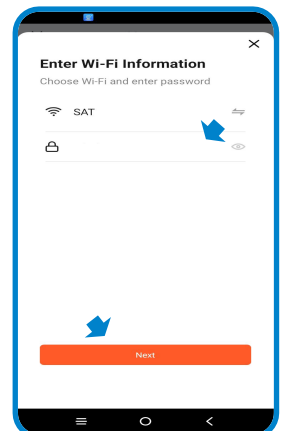 Enter Wi-Fi Information
Choose Wi-Fi and enter password
SAT
Next